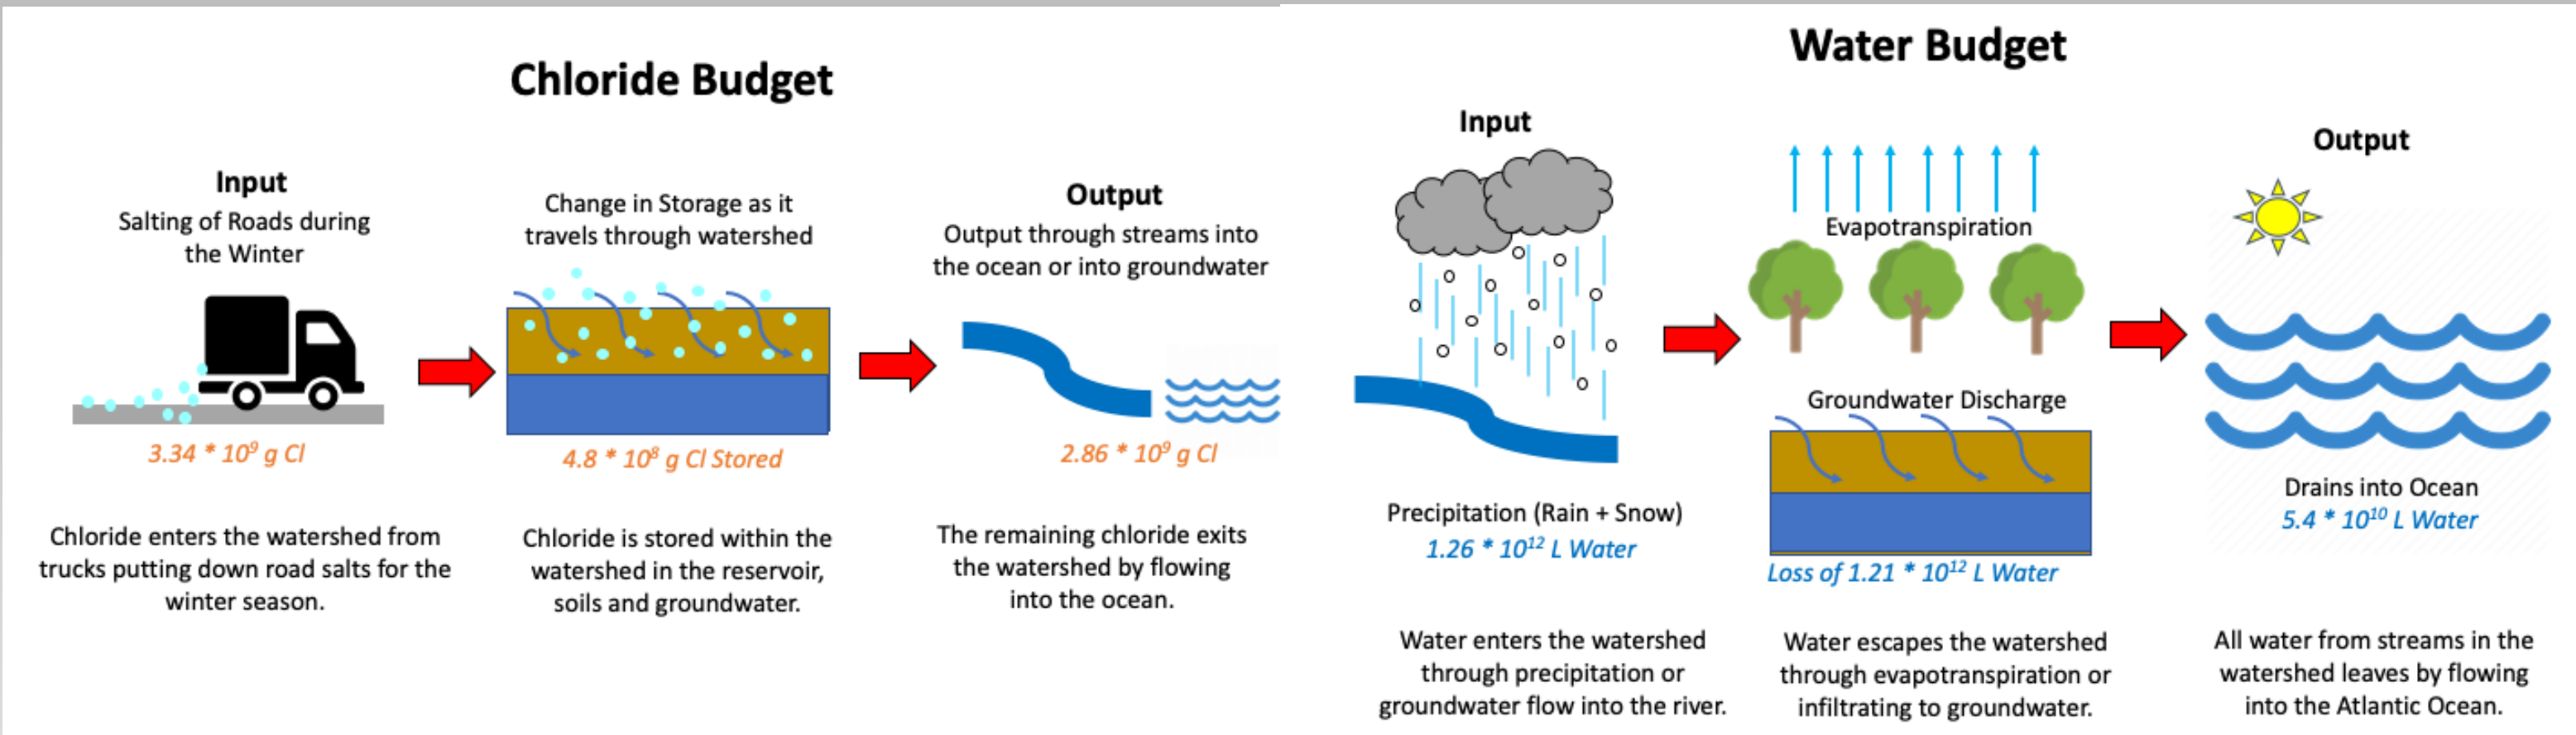 Chloride Budget
Input
Salting of Roads during
the Winter
3.34 * 10⁹ g Cl
Chloride enters the watershed from
trucks putting down road salts for the
winter season.
Change in Storage as it
travels through watershed
4.8 * 10⁸ g Cl Stored
Chloride is stored within the
watershed in the reservoir,
soils and groundwater.
Output
Output through streams into
the ocean or into groundwater
2.86 * 10⁹ g Cl
The remaining chloride exits
the watershed by flowing
into the ocean.
Water Budget
Input
Precipitation (Rain + Snow)
1.26 * 10¹² L Water
Water enters the watershed
through precipitation or
groundwater flow into the river.
Evapotranspiration
Groundwater Discharge
Loss of 1.21 * 10¹² L Water
Water escapes the watershed
through evapotranspiration or
infiltrating to groundwater.
Output
Drains into Ocean
5.4 * 10¹⁰ L Water
All water from streams in the
watershed leaves by flowing
into the Atlantic Ocean.